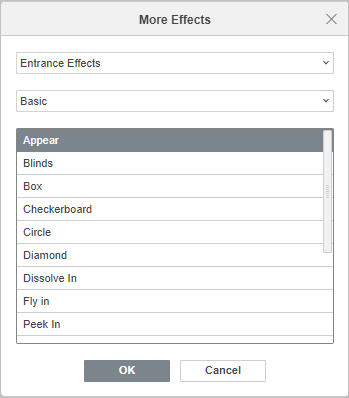 More Effects
Entrance Effects
Basic
Appear
Blinds
Box
Checkerboard
Circle
Diamond
Dissolve In
Fly in
Peek In
OK
Cancel